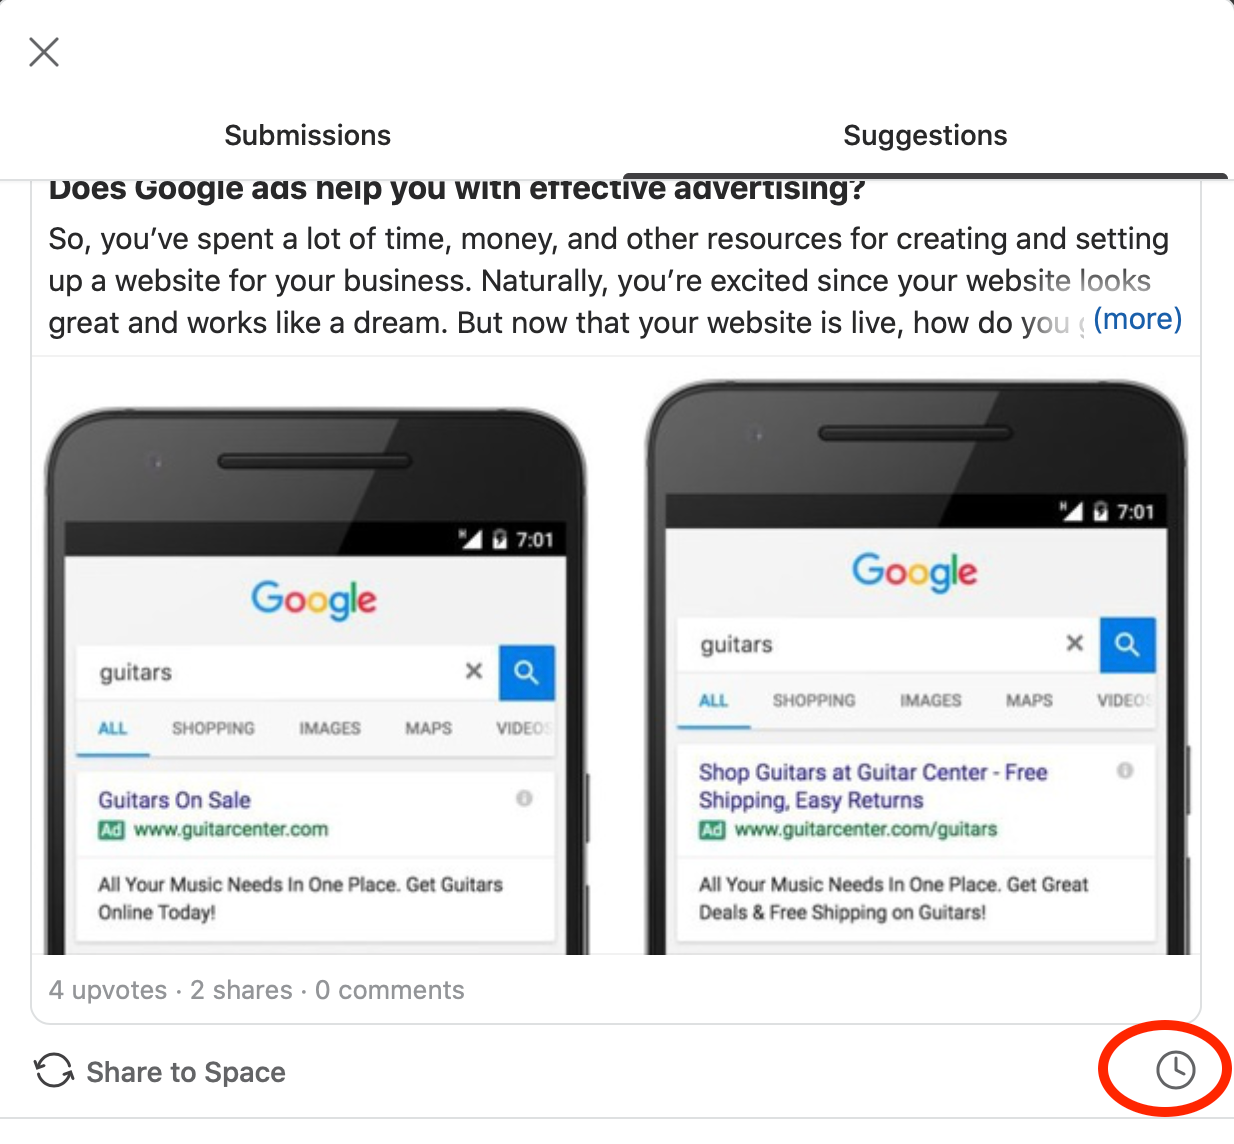 Submissions
Suggestions
Does Google ads help you with effective advertising?
So, you’ve spent a lot of time, money, and other resources for creating and setting
up a website for your business. Naturally, you’re excited since your website looks
great and works like a dream. But now that your website is live, how do you (more)
7:01
Google
guitars
ALL SHOPPING IMAGES MAPS VIDEOS
Guitars On Sale
Ad www.guitarcenter.com
All Your Music Needs In One Place. Get Guitars
Online Today!
7:01
Google
guitars
ALL SHOPPING IMAGES MAPS VIDEOS
Shop Guitars at Guitar Center - Free
Shipping, Easy Returns
Ad www.guitarcenter.com/guitars
All Your Music Needs In One Place. Get Great
Deals & Free Shipping on Guitars!
4 upvotes · 2 shares · 0 comments
Share to Space